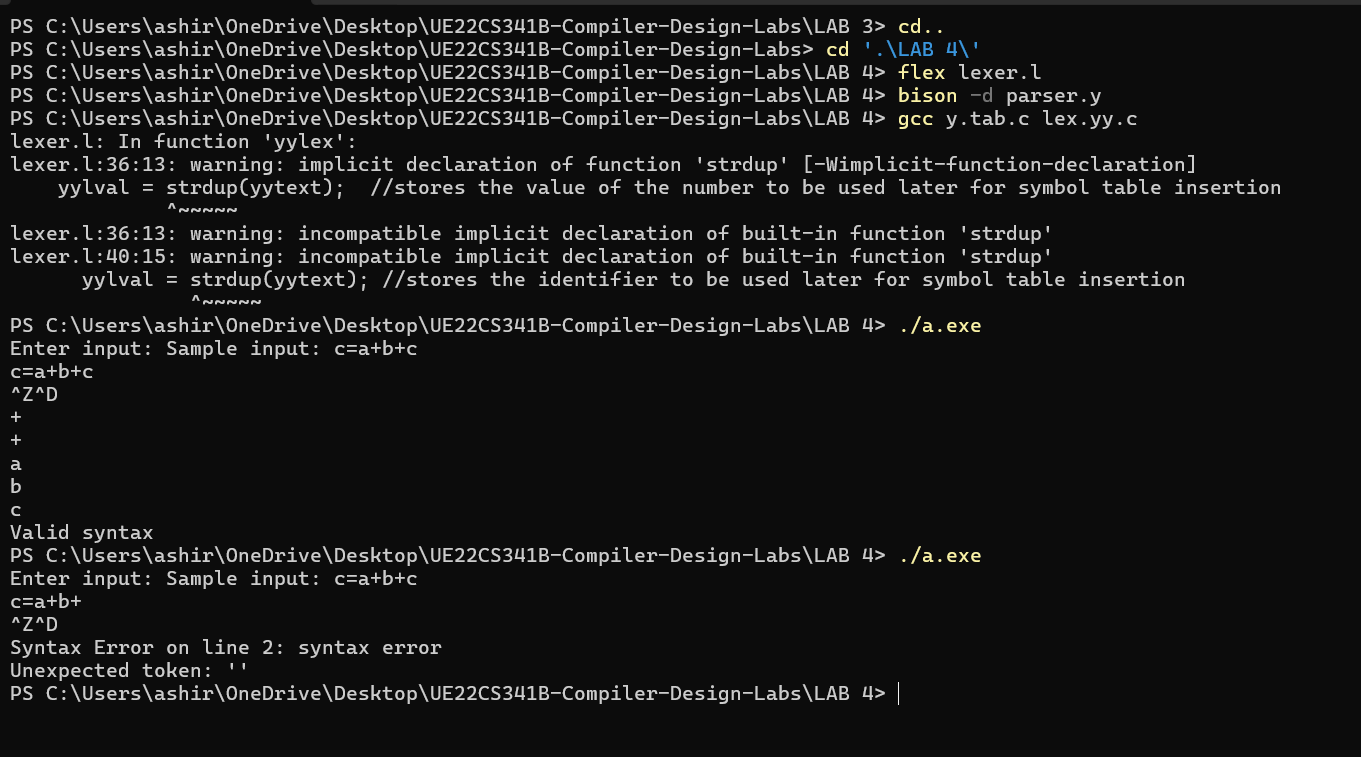 PS C:\Users\ashir\OneDrive\Desktop\UE22CS341B-Compiler-Design-Labs\LAB 3> cd..
PS C:\Users\ashir\OneDrive\Desktop\UE22CS341B-Compiler-Design-Labs> cd '.\LAB 4\'
PS C:\Users\ashir\OneDrive\Desktop\UE22CS341B-Compiler-Design-Labs\LAB 4> flex lexer.l
PS C:\Users\ashir\OneDrive\Desktop\UE22CS341B-Compiler-Design-Labs\LAB 4> bison -d parser.y
PS C:\Users\ashir\OneDrive\Desktop\UE22CS341B-Compiler-Design-Labs\LAB 4> gcc y.tab.c lex.yy.c
lexer.l: In function 'yylex':
lexer.l:36:13: warning: implicit declaration of function 'strdup' [-Wimplicit-function-declaration]
    yylval = strdup(yytext);  //stores the value of the number to be used later for symbol table insertion
             ^~~~~~
lexer.l:36:13: warning: incompatible implicit declaration of built-in function 'strdup'
lexer.l:40:15: warning: incompatible implicit declaration of built-in function 'strdup'
      yylval = strdup(yytext); //stores the identifier to be used later for symbol table insertion
               ^~~~~~
PS C:\Users\ashir\OneDrive\Desktop\UE22CS341B-Compiler-Design-Labs\LAB 4> ./a.exe
Enter input: Sample input: c=a+b+c
c=a+b+c
^Z^D
+
+
a
b
c
Valid syntax
PS C:\Users\ashir\OneDrive\Desktop\UE22CS341B-Compiler-Design-Labs\LAB 4> ./a.exe
Enter input: Sample input: c=a+b+c
c=a+b+
^Z^D
Syntax Error on line 2: syntax error
Unexpected token: ''
PS C:\Users\ashir\OneDrive\Desktop\UE22CS341B-Compiler-Design-Labs\LAB 4>